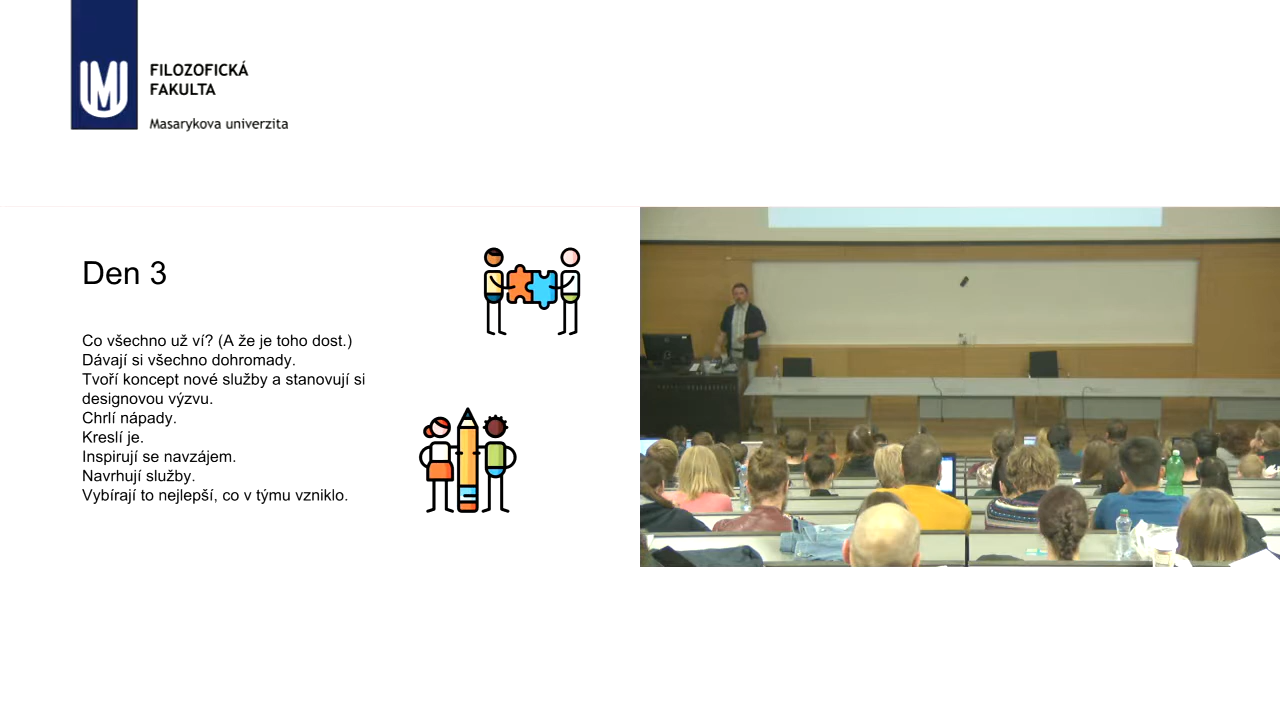 FILOZOFICKÁ
FAKULTA
Masarykova univerzita
Den 3
Co všechno už ví? (A že je toho dost.)
Dávají si všechno dohromady.
Tvoří koncept nové služby a stanovují si
designovou výzvu.
Chrlí nápady.
Kreslí je.
Inspirují se navzájem.
Navrhují služby.
Vybírají to nejlepší, co v týmu vzniklo.